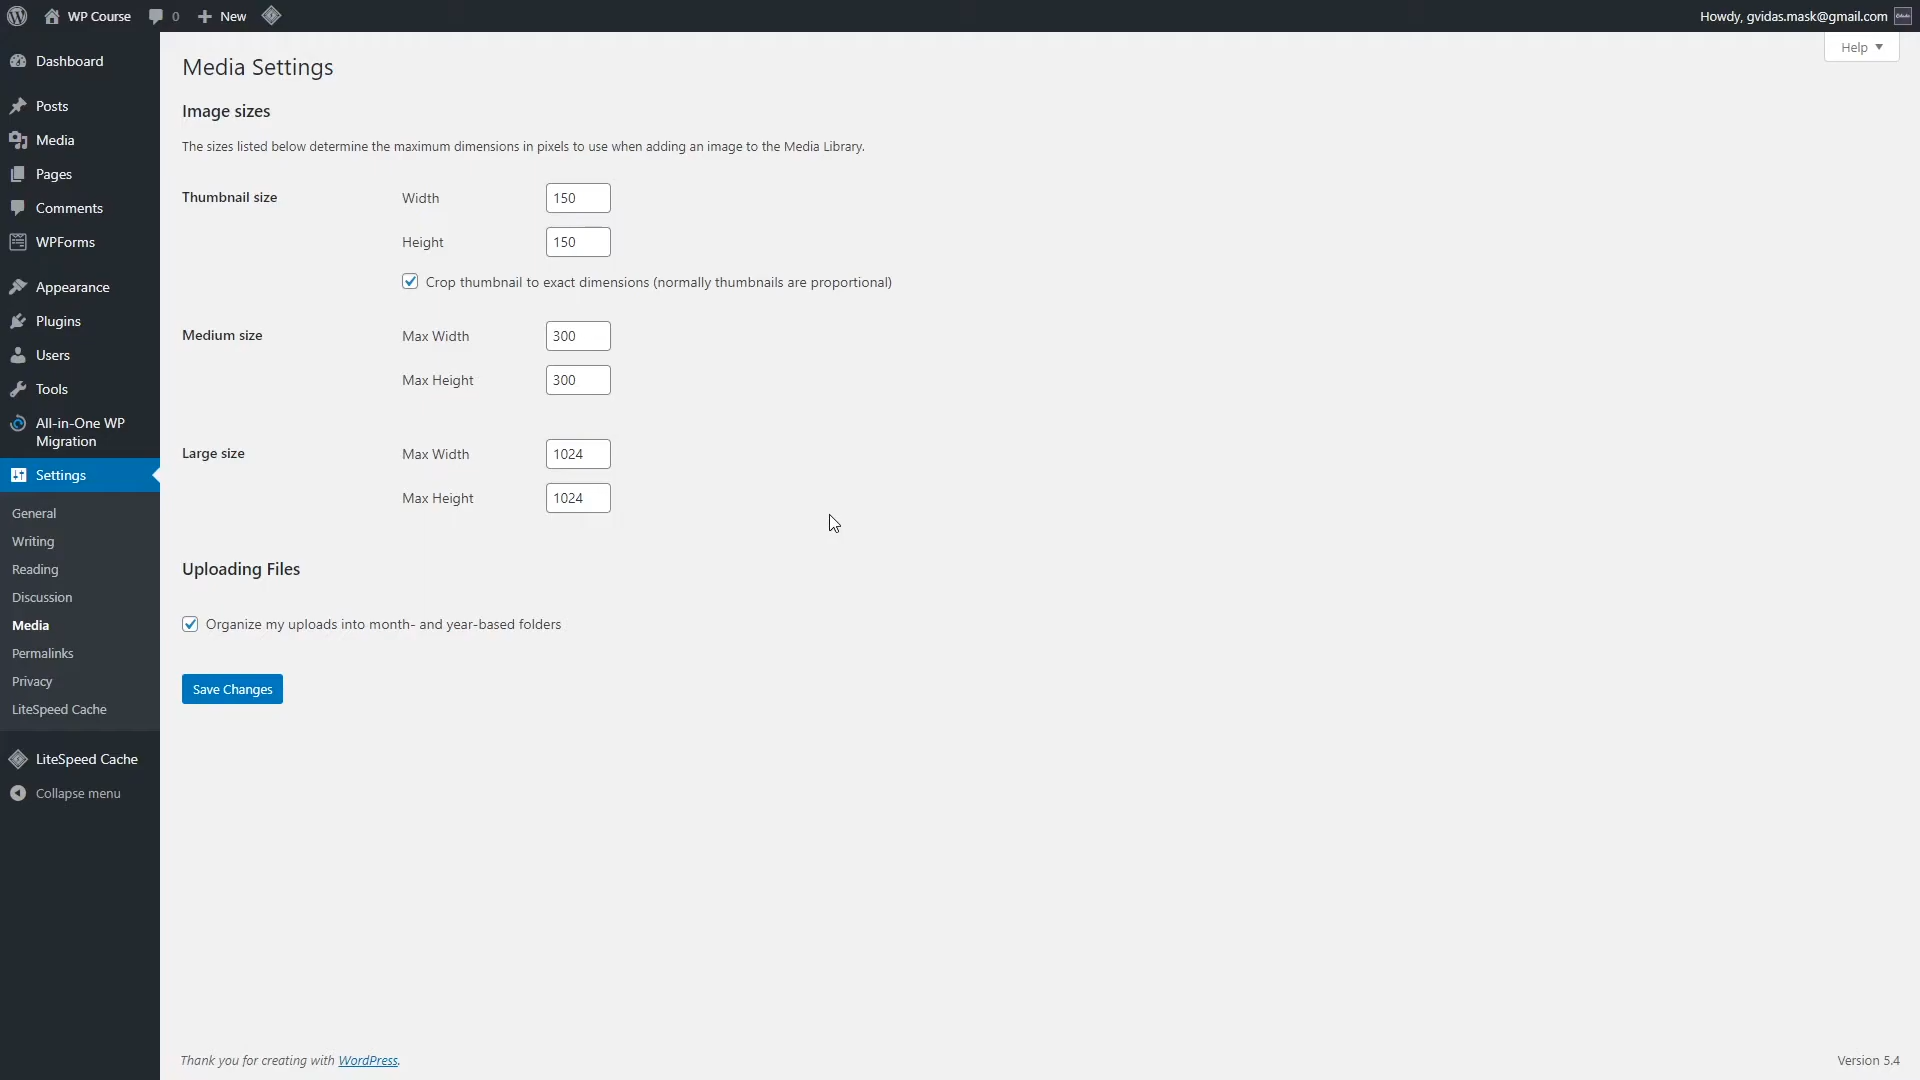 WP Course
0
New
Howdy, gvidas.mask@gmail.com
Help
Dashboard
Posts
Media
Pages
Comments
WPForms
Appearance
Plugins
Users
Tools
All-in-One WP
Migration
Settings
General
Writing
Reading
Discussion
Media
Permalinks
Privacy
LiteSpeed Cache
LiteSpeed Cache
Collapse menu
Media Settings
Image sizes
The sizes listed below determine the maximum dimensions in pixels to use when adding an image to the Media Library.
Thumbnail size
Width 150
Height 150
Crop thumbnail to exact dimensions (normally thumbnails are proportional)
Medium size
Max Width 300
Max Height 300
Large size
Max Width 1024
Max Height 1024
Uploading Files
Organize my uploads into month- and year-based folders
Save Changes
Thank you for creating with WordPress.
Version 5.4